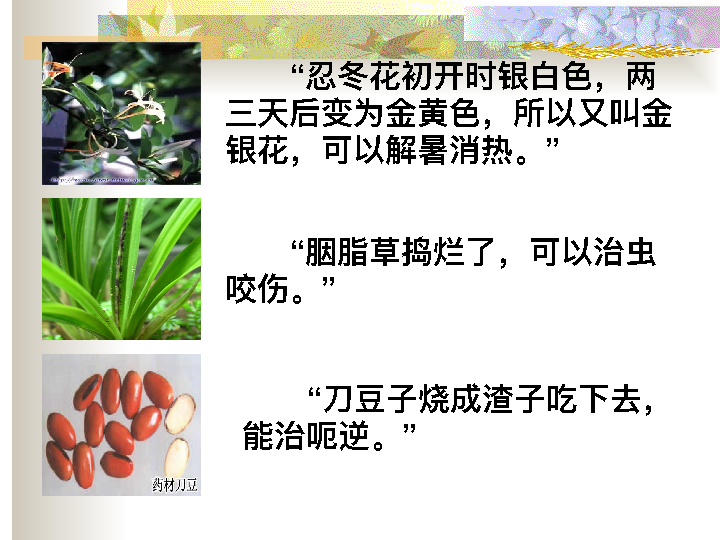 “忍冬花初开时银白色，两
三天后变为金黄色，所以又叫金
银花，可以解暑消热。”
“胭脂草捣烂了，可以治虫
咬伤。”
“刀豆子烧成渣子吃下去，
能治呃逆。”
药材刀豆